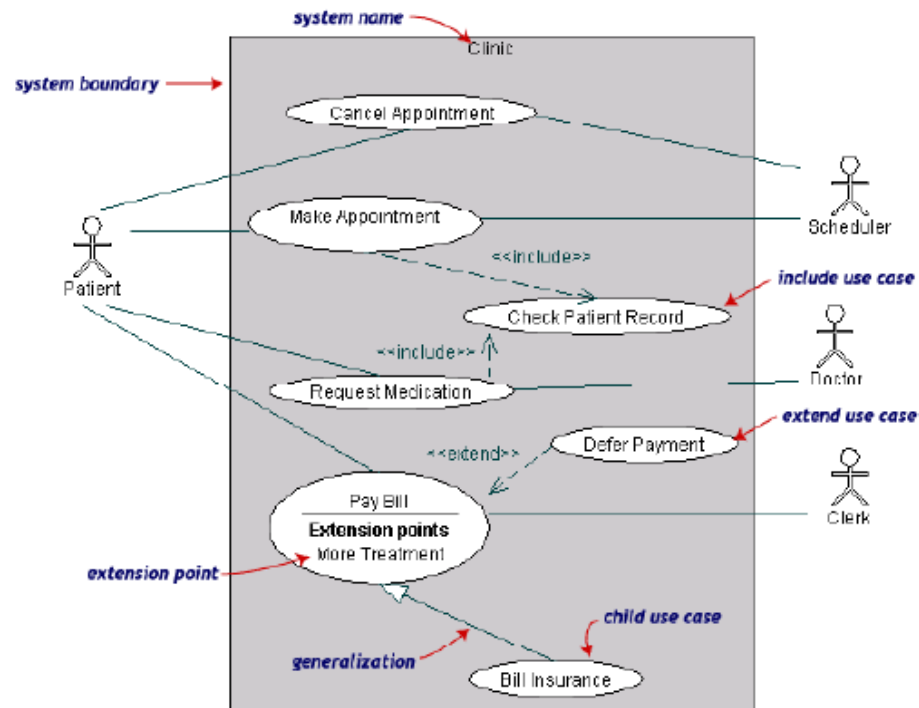 system name
Clinic
system boundary
Cancel Appointment
Make Appointment
Scheduler
<<include>>
Patient
include use case
Check Patient Record
<<include>>
Request Medication
Doctor
extend use case
Defer Payment
<<extend>>
Pay Bill
Extension points
More Treatment
Clerk
extension point
child use case
generalization
Bill Insurance